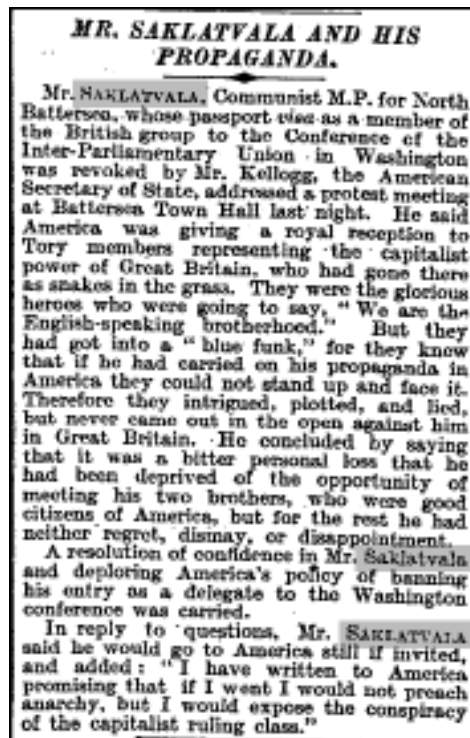 MR. SAKLATVALA AND HIS
PROPAGANDA.
Mr. SAKLATVALA, Communist M.P. for North
Battersea, whose passport visa as a member of
the British group to the Conference of the
Inter-Parliamentary Union in Washington
was revoked by Mr. Kellogg, the American
Secretary of State, addressed a protest meeting
at Battersea Town Hall last night. He said
America was giving a royal reception to
Tory members representing the capitalist
power of Great Britain, who had gone there
as snakes in the grass. They were the glorious
heroes who were going to say, "We are the
English-speaking brotherhood." But they
had got into a "blue funk," for they knew
that if he had carried on his propaganda in
America they could not stand up and face it.
Therefore they intrigued, plotted, and lied,
but never came out in the open against him
in Great Britain. He concluded by saying
that it was a bitter personal loss that he
had been deprived of the opportunity of
meeting his two brothers, who were good
citizens of America, but for the rest he had
neither regret, dismay, or disappointment.
A resolution of confidence in Mr. Saklatvala
and deploring America's policy of banning
his entry as a delegate to the Washington
conference was carried.
In reply to questions, Mr. SAKLATVALA
said he would go to America still if invited,
and added: "I have written to America
promising that if I went I would not preach
anarchy, but I would expose the conspiracy
of the capitalist ruling class."